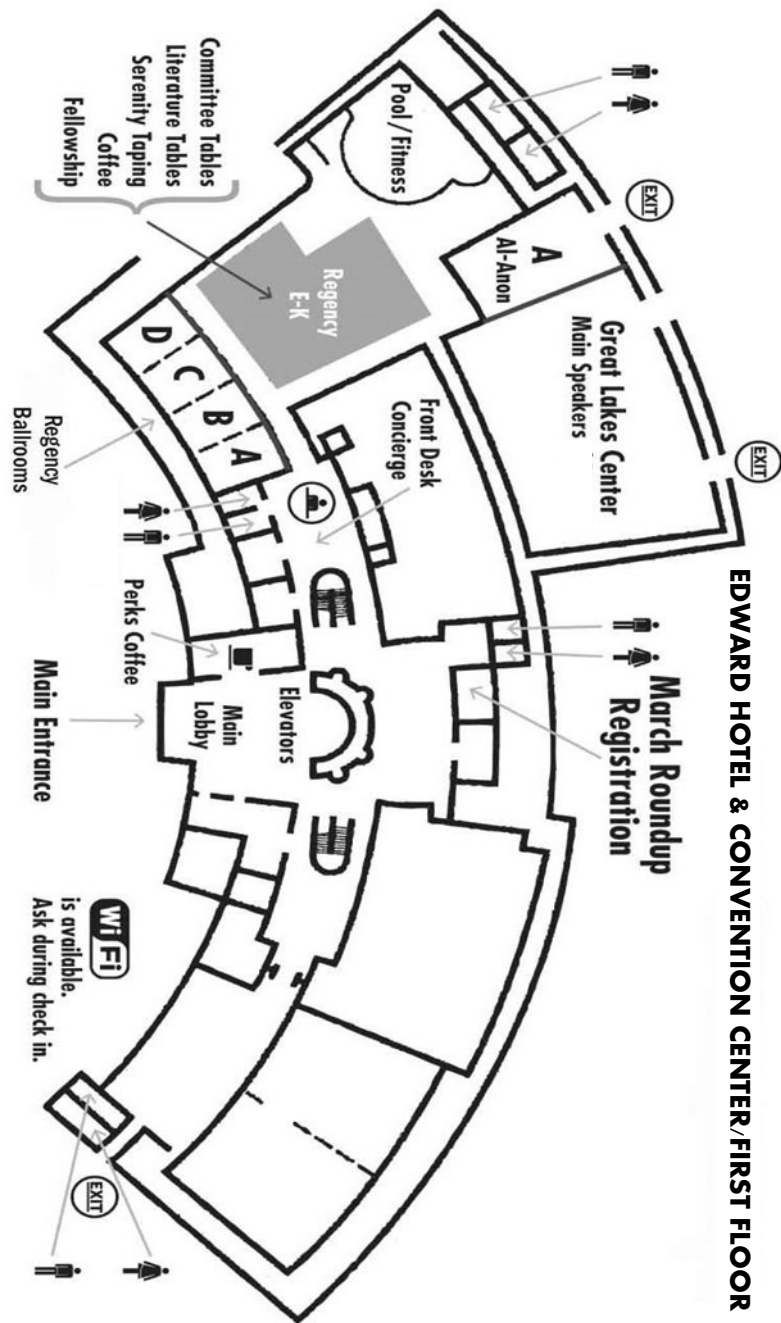 EDWARD HOTEL & CONVENTION CENTER/FIRST FLOOR
EXIT
EXIT
A
Al-Anon
Great Lakes Center
Main Speakers
March Roundup
Registration
Pool / Fitness
Regency
E-K
Front Desk
Concierge
Committee Tables
Literature Tables
Serenity Taping
Coffee
Fellowship
D
C
B
A
Regency
Ballrooms
Elevators
Main
Lobby
Perks Coffee
Main Entrance
Wi Fi
is available.
Ask during check in.
EXIT